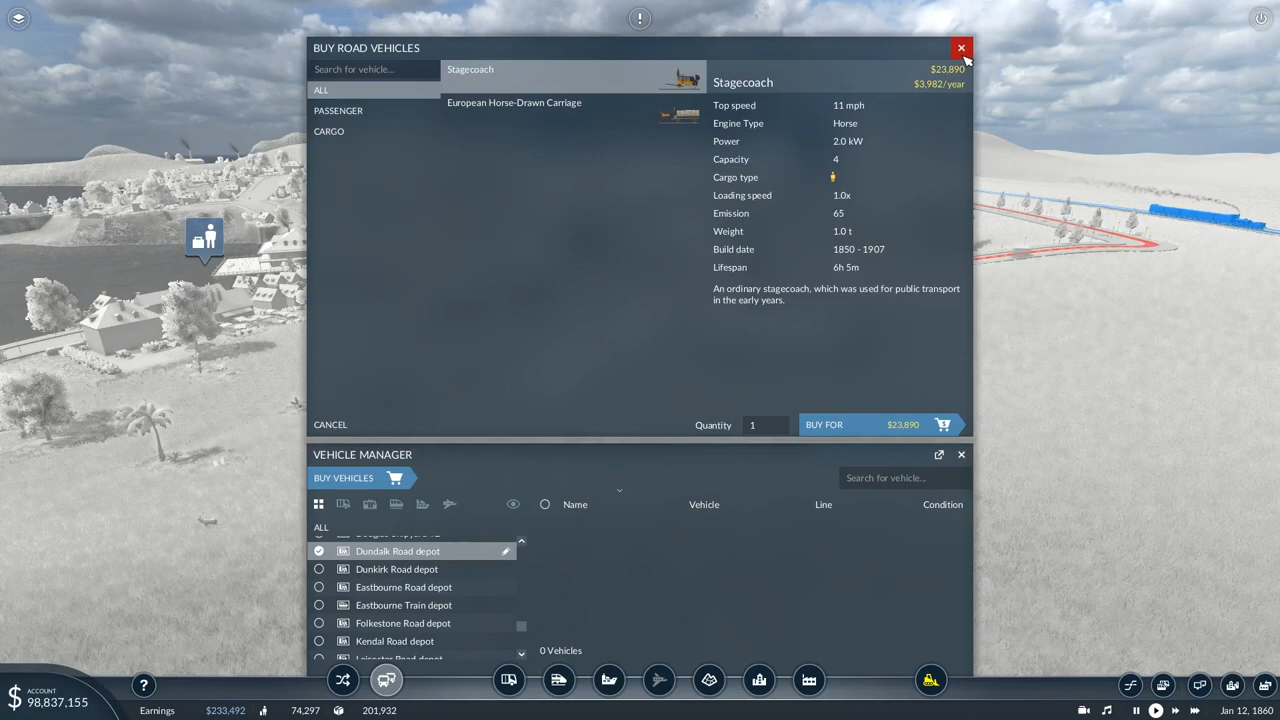 BUY ROAD VEHICLES
Search for vehicle...
ALL
PASSENGER
CARGO
Stagecoach
European Horse-Drawn Carriage
Stagecoach
$23,890
$3,982/year
Top speed 11 mph
Engine Type Horse
Power 2.0 kW
Capacity 4
Cargo type
Loading speed 1.0x
Emission 65
Weight 1.0 t
Build date 1850 - 1907
Lifespan 6h 5m
An ordinary stagecoach, which was used for public transport
in the early years.
CANCEL
Quantity 1
BUY FOR $23,890
VEHICLE MANAGER
BUY VEHICLES
Search for vehicle...
Name Vehicle Line Condition
ALL
Dundalk Road depot
Dunkirk Road depot
Eastbourne Road depot
Eastbourne Train depot
Folkestone Road depot
Kendal Road depot
0 Vehicles
$ ACCOUNT
98,837,155
?
Earnings $233,492 74,297 201,932
Jan 12, 1860